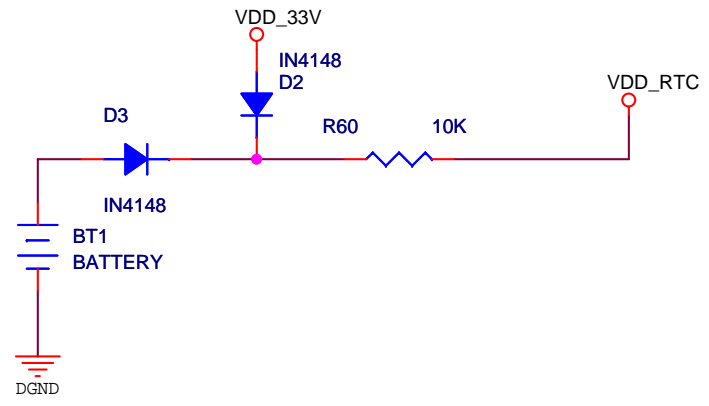 VDD_33V
IN4148
D2
VDD_RTC
D3
R60 10K
IN4148
BT1
BATTERY
DGND